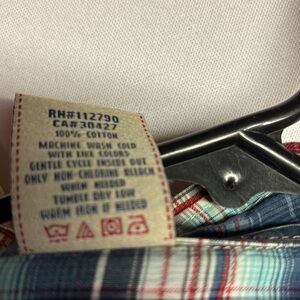 RN#112790
CA#30427
100% COTTON
MACHINE WASH COLD
WITH LIKE COLORS
GENTLE CYCLE INSIDE OUT
ONLY NON-CHLORINE BLEACH
WHEN NEEDED
TUMBLE DRY LOW
WARM IRON IF NEEDED